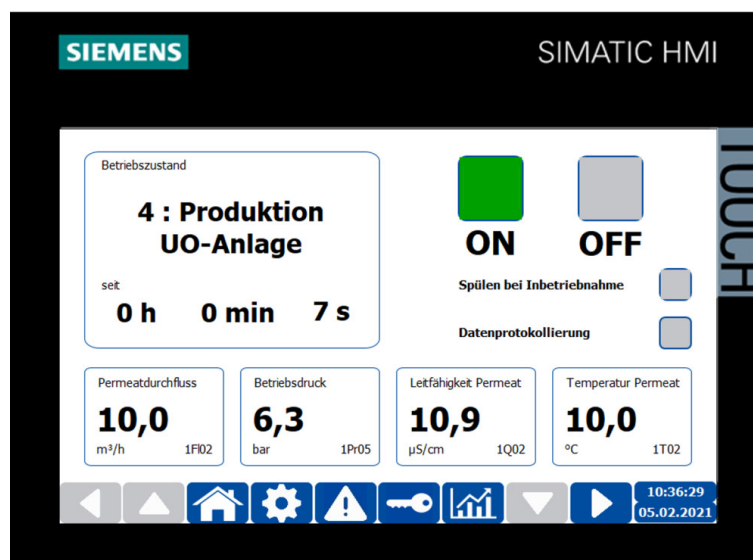 SIEMENS
SIMATIC HMI
TOUCH
Betriebszustand
4 : Produktion
UO-Anlage
seit
0 h 0 min 7 s
ON
OFF
Spülen bei Inbetriebnahme
Datenprotokollierung
Permeatdurchfluss
10,0
m³/h 1FI02
Betriebsdruck
6,3
bar 1Pr05
Leitfähigkeit Permeat
10,9
µS/cm 1Q02
Temperatur Permeat
10,0
°C 1T02
10:36:29
05.02.2021